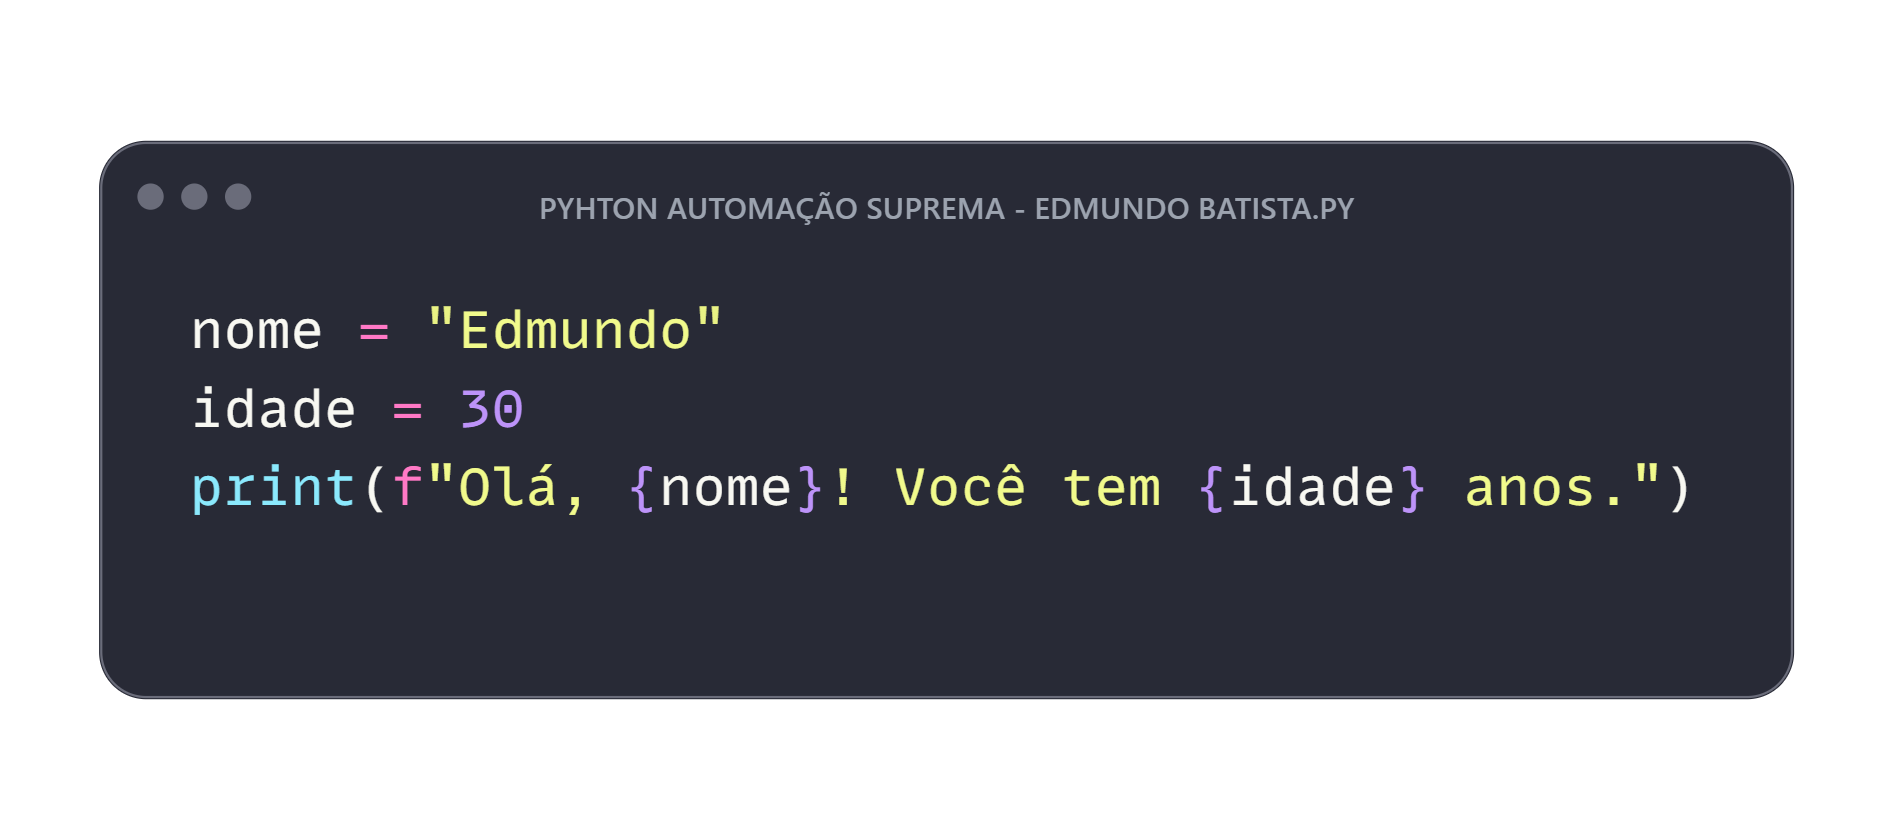 PYHTON AUTOMAÇÃO SUPREMA - EDMUNDO BATISTA.PY
nome = "Edmundo"
idade = 30
print(f"Olá, {nome}! Você tem {idade} anos.")